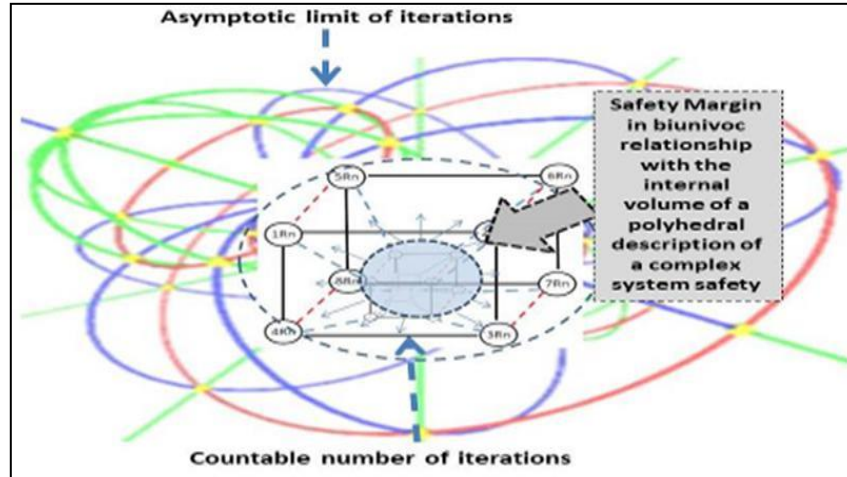 Asymptotic limit of iterations
Safety Margin
in biunivoc
relationship
with the
internal
volume of a
polyhedral
description of
a complex
system safety
5Rn
6Rn
1Rn
8Rn
7Rn
4Rn
3Rn
Countable number of iterations